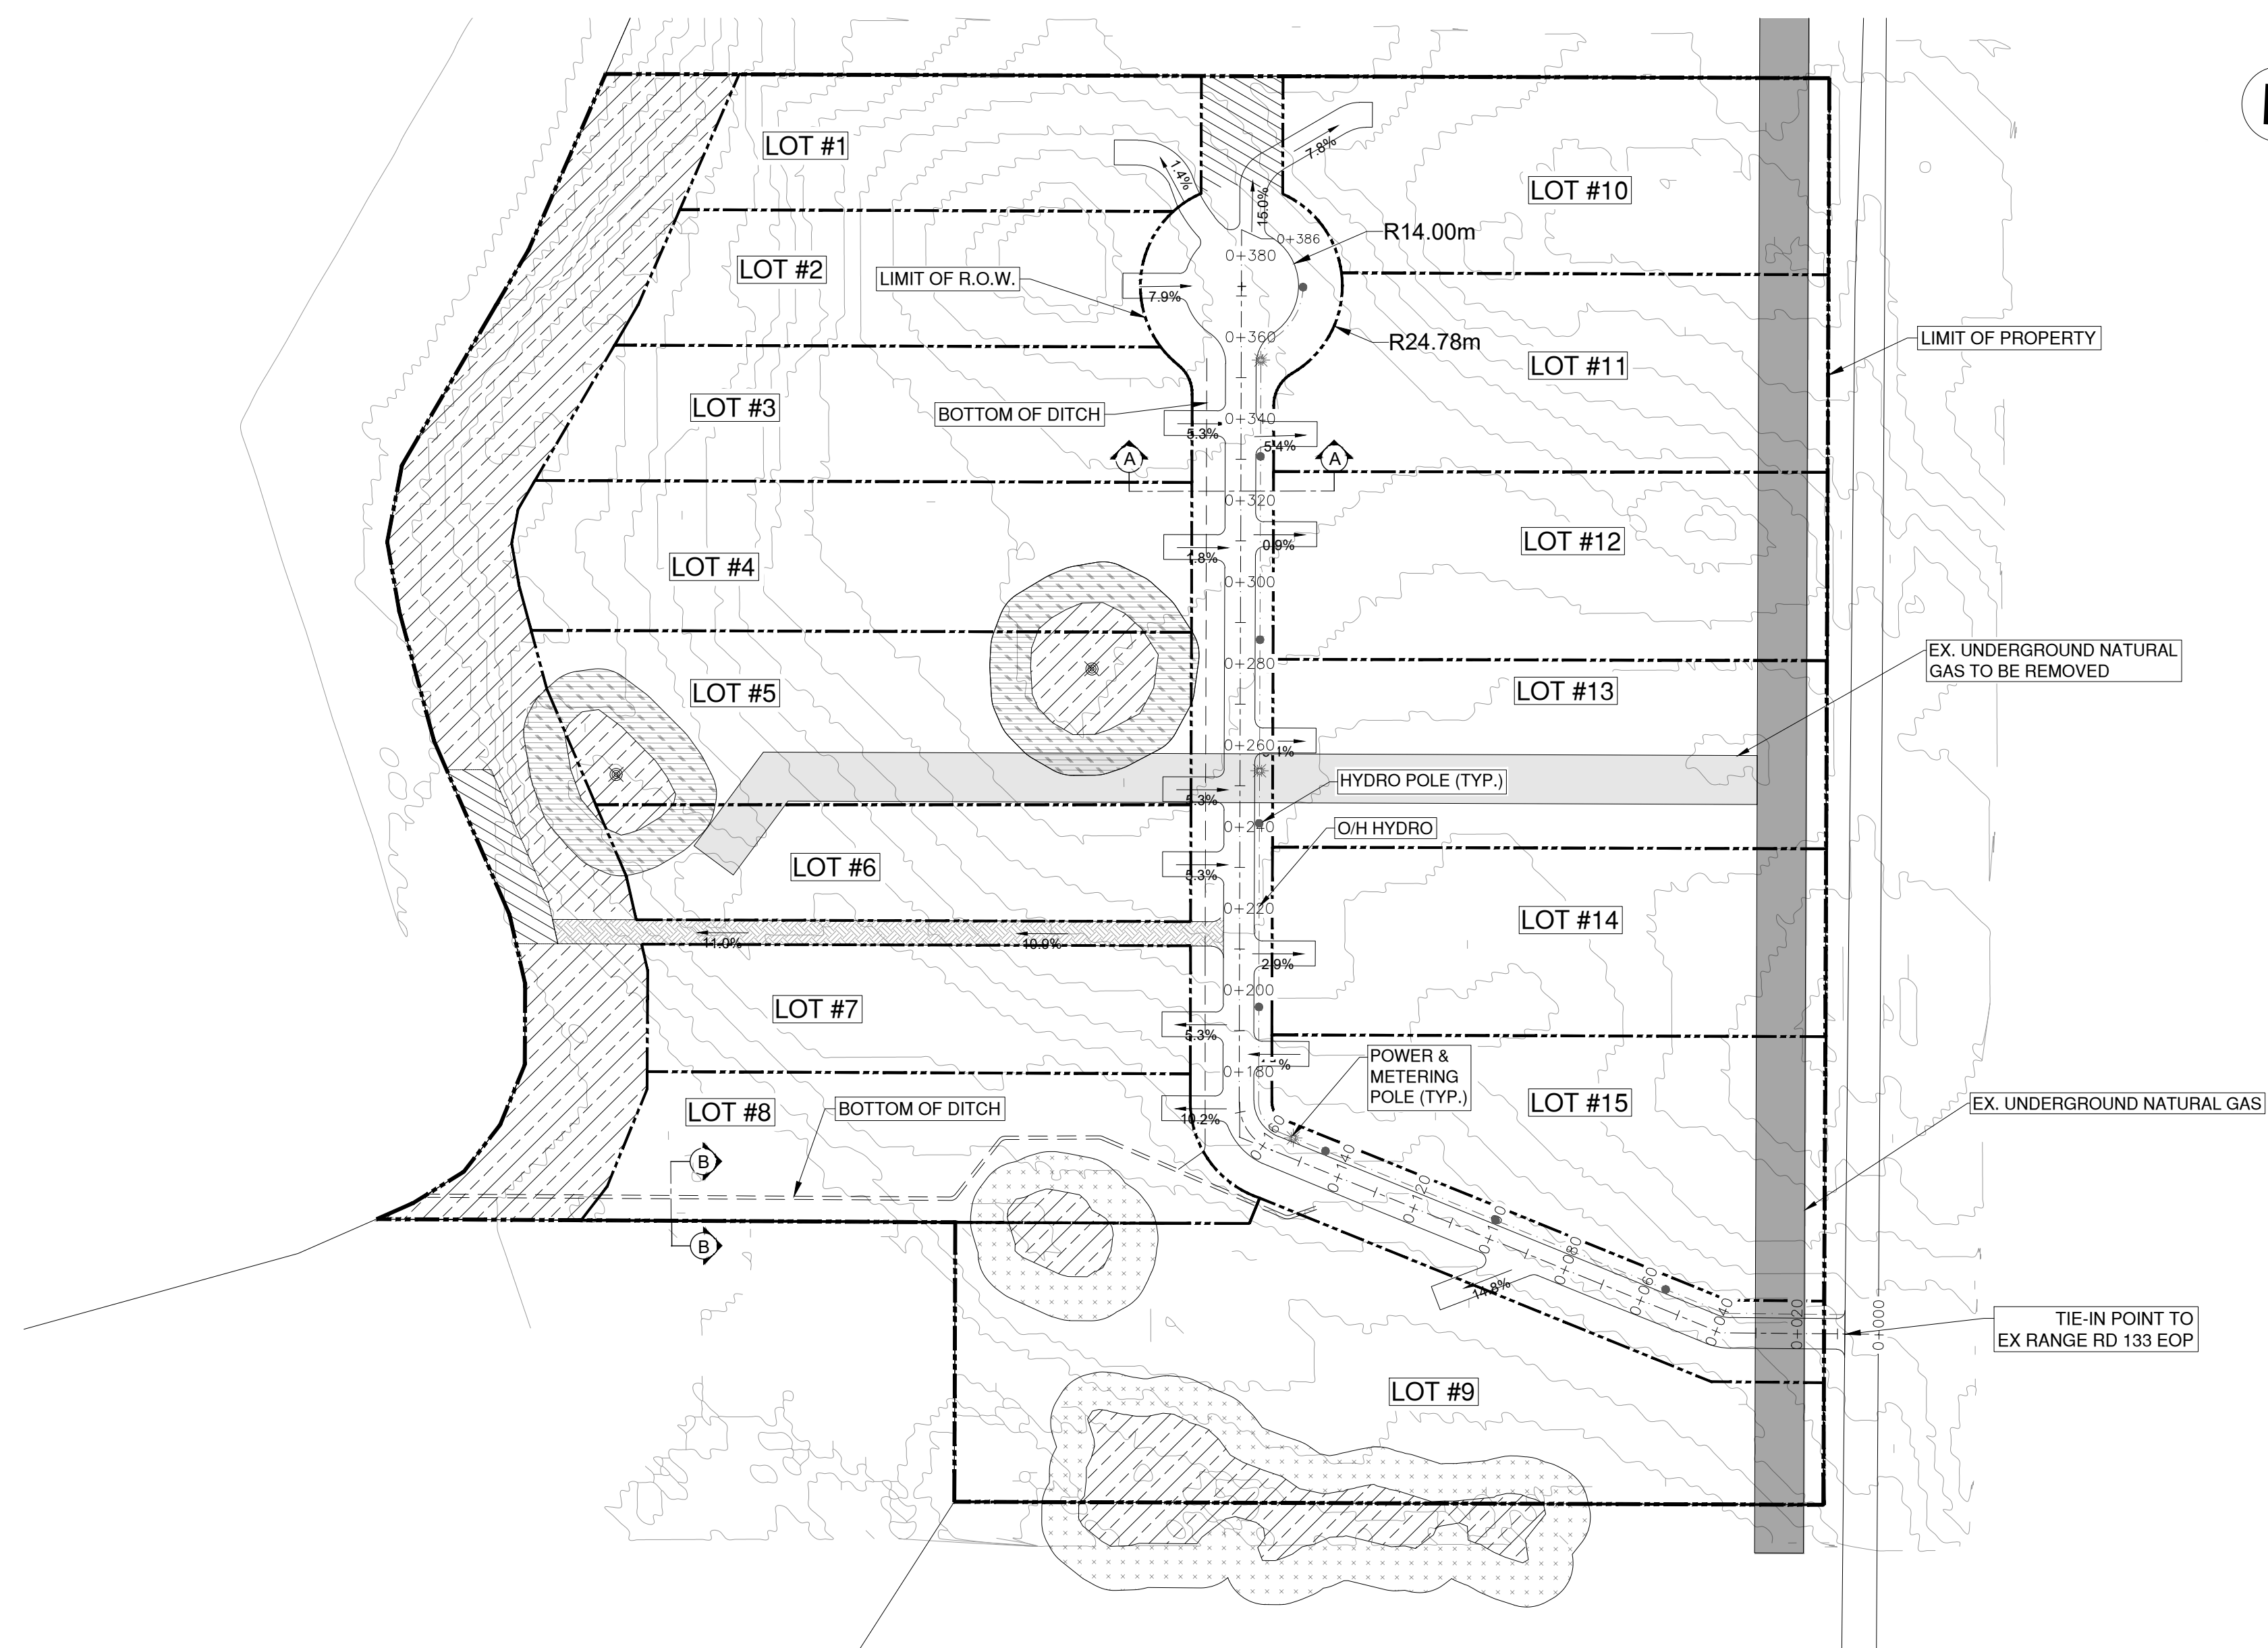 LOT #1
7.8%
1.4%
LOT #10
15.0%
R14.00m
0+386
0+380
LOT #2
LIMIT OF R.O.W.
7.9%
0+360
R24.78m
LIMIT OF PROPERTY
LOT #11
LOT #3
BOTTOM OF DITCH
0+340
5.3%
5.4%
A
A
0+320
LOT #12
0.9%
1.8%
LOT #4
0+300
EX. UNDERGROUND NATURAL
GAS TO BE REMOVED
0+280
LOT #5
LOT #13
0+260
HYDRO POLE (TYP.)
5.3%
0+240
O/H HYDRO
LOT #6
5.3%
0+220
LOT #14
11.0%
10.9%
2.9%
0+200
LOT #7
5.3%
0+180
POWER &
METERING
POLE (TYP.)
LOT #15
EX. UNDERGROUND NATURAL GAS
LOT #8
BOTTOM OF DITCH
10.2%
0+160
0+140
B
0+120
B
0+080
14.8%
0+060
0+040
0+020
0+000
TIE-IN POINT TO
EX RANGE RD 133 EOP
LOT #9